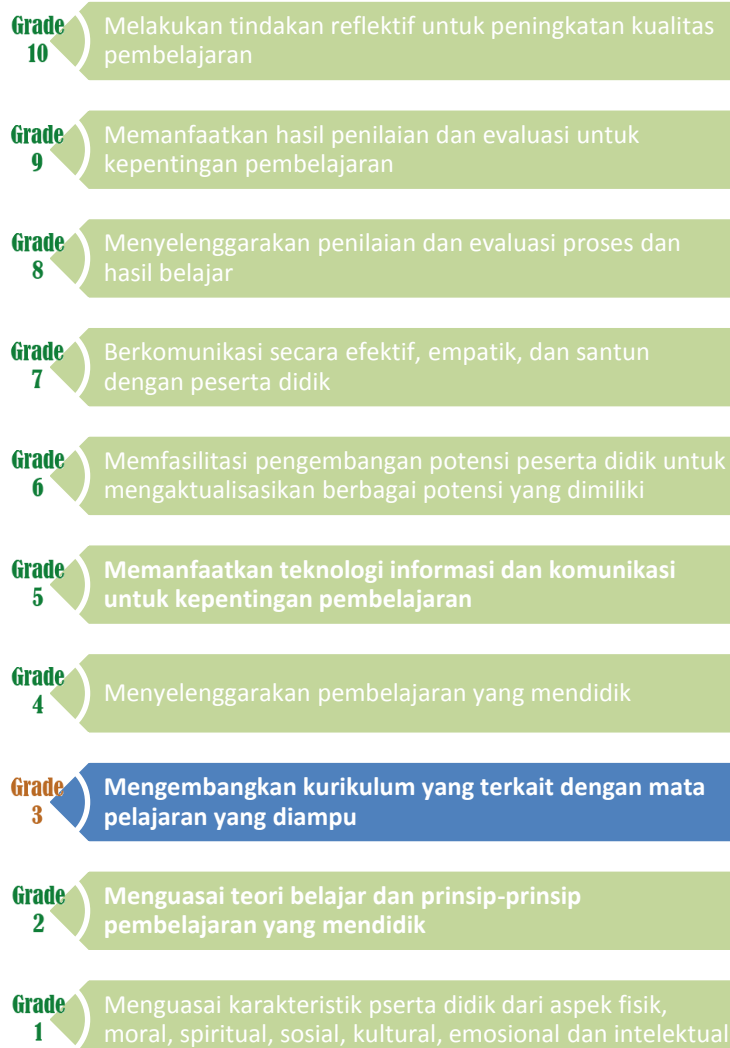 Grade
10
Melakukan tindakan reflektif untuk peningkatan kualitas
pembelajaran
Grade
9
Memanfaatkan hasil penilaian dan evaluasi untuk
kepentingan pembelajaran
Grade
8
Menyelenggarakan penilaian dan evaluasi proses dan
hasil belajar
Grade
7
Berkomunikasi secara efektif, empatik, dan santun
dengan peserta didik
Grade
6
Memfasilitasi pengembangan potensi peserta didik untuk
mengaktualisasikan berbagai potensi yang dimiliki
Grade
5
Memanfaatkan teknologi informasi dan komunikasi
untuk kepentingan pembelajaran
Grade
4
Menyelenggarakan pembelajaran yang mendidik
Grade
3
Mengembangkan kurikulum yang terkait dengan mata
pelajaran yang diampu
Grade
2
Menguasai teori belajar dan prinsip-prinsip
pembelajaran yang mendidik
Grade
1
Menguasai karakteristik pserta didik dari aspek fisik,
moral, spiritual, sosial, kultural, emosional dan intelektual